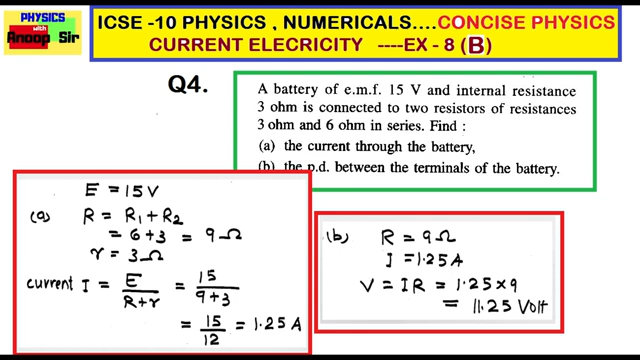 PHYSICS
with
Anoop Sir
ICSE -10 PHYSICS , NUMERICALS....CONCISE PHYSICS
CURRENT ELECRICITY ----EX - 8 (B)
Q4.
A battery of e.m.f. 15 V and internal resistance
3 ohm is connected to two resistors of resistances
3 ohm and 6 ohm in series. Find :
(a) the current through the battery,
(b) the p.d. between the terminals of the battery.
E = 15 V
(a) R = R1 + R2
= 6+3 = 9 Ω
r = 3 Ω
current I = E / R+r = 15 / 9+3
= 15 / 12 = 1.25 A
(b) R = 9 Ω
I = 1.25 A
V = IR = 1.25 × 9
= 11.25 Volt